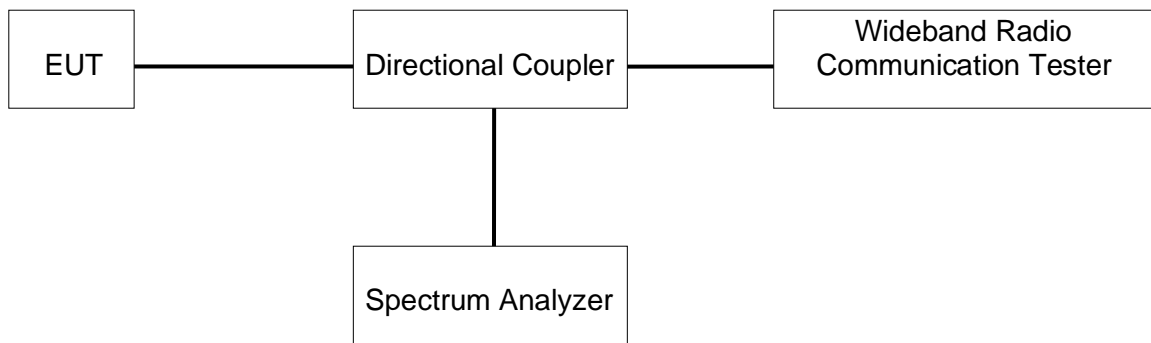 EUT
Directional Coupler
Wideband Radio
Communication Tester
Spectrum Analyzer